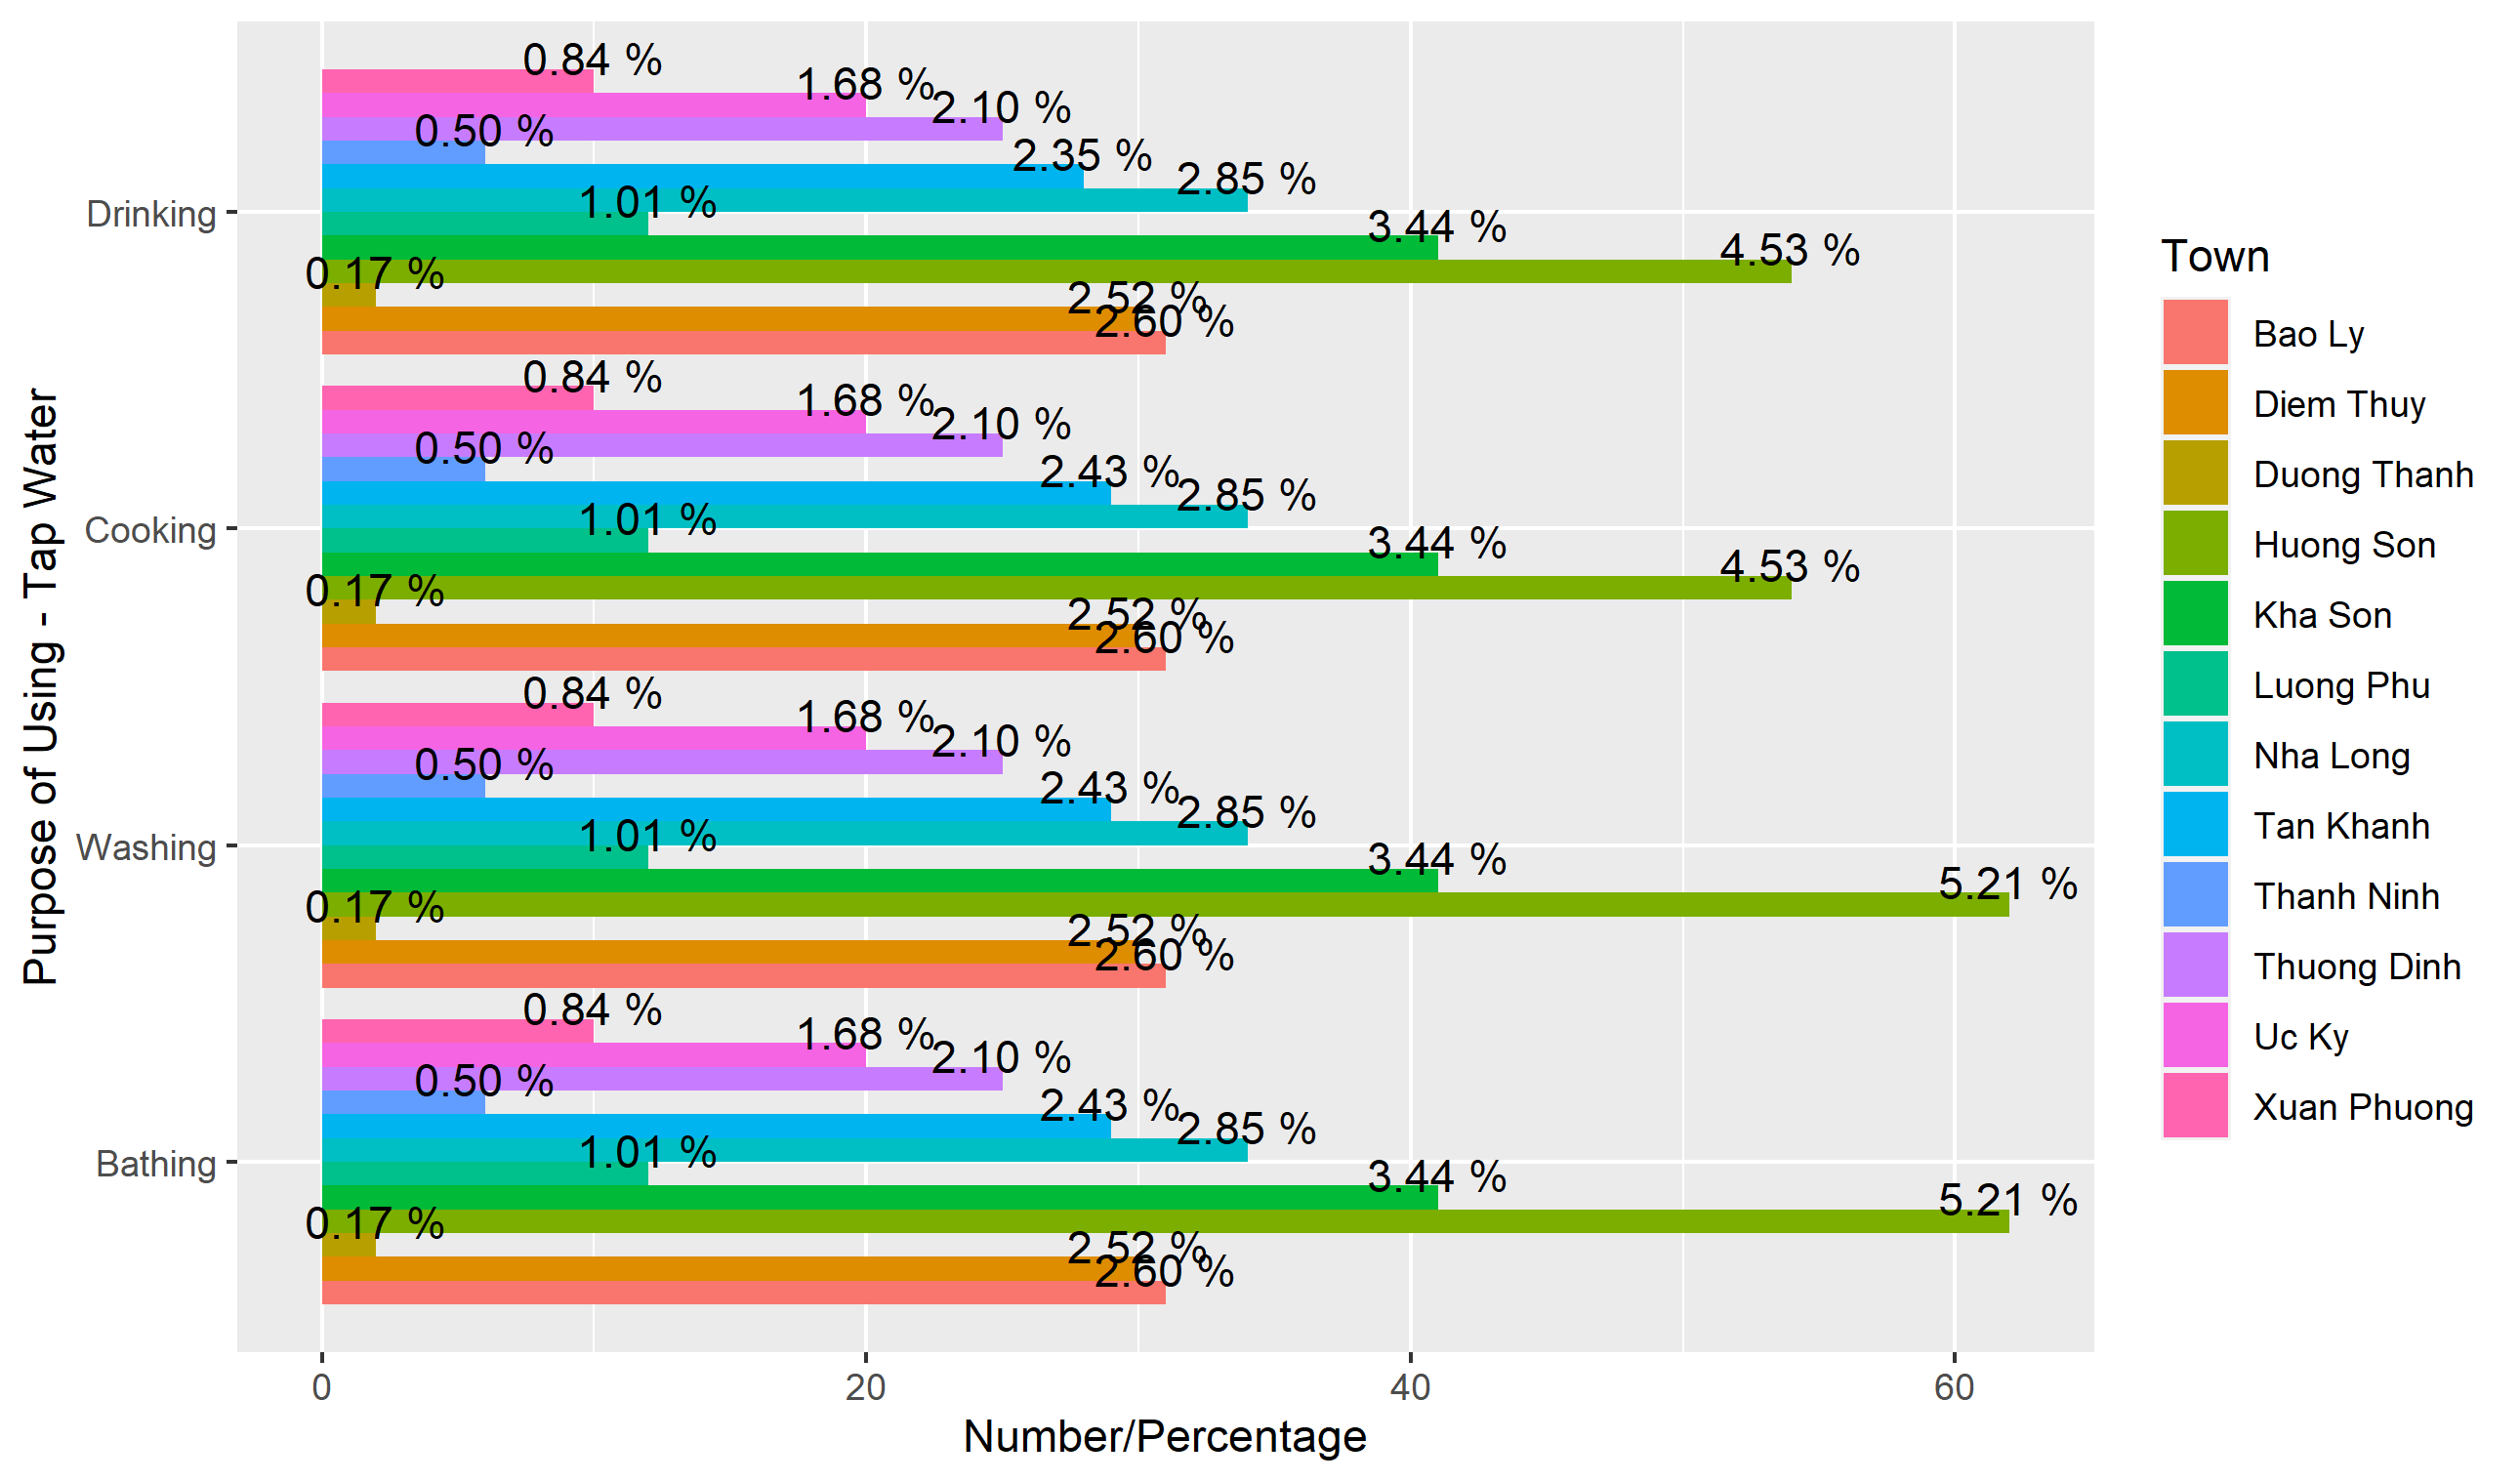 0.84 %
1.68 %
2.10 %
0.50 %
2.35 %
2.85 %
1.01 %
Drinking
3.44 %
4.53 %
0.17 %
2.52 %
2.60 %
0.84 %
1.68 %
2.10 %
0.50 %
2.43 %
2.85 %
1.01 %
Cooking
3.44 %
4.53 %
0.17 %
2.52 %
2.60 %
0.84 %
1.68 %
2.10 %
0.50 %
2.43 %
2.85 %
1.01 %
Washing
3.44 %
5.21 %
0.17 %
2.52 %
2.60 %
0.84 %
1.68 %
2.10 %
0.50 %
2.43 %
2.85 %
1.01 %
Bathing
3.44 %
5.21 %
0.17 %
2.52 %
2.60 %
Purpose of Using - Tap Water
0 20 40 60
Number/Percentage
Town
Bao Ly
Diem Thuy
Duong Thanh
Huong Son
Kha Son
Luong Phu
Nha Long
Tan Khanh
Thanh Ninh
Thuong Dinh
Uc Ky
Xuan Phuong